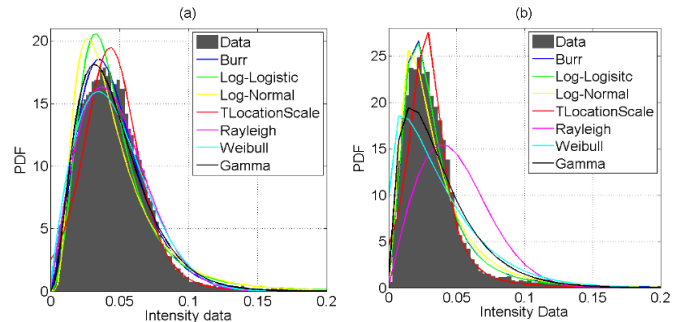 (a)
20
15
10
5
0
PDF
0
0.05
0.1
0.15
0.2
Intensity data
Data
Burr
Log-Logistic
Log-Normal
TLocationScale
Rayleigh
Weibull
Gamma
(b)
25
20
15
10
5
0
PDF
0
0.05
0.1
0.15
0.2
Intensity Data
Data
Burr
Log-Logisitc
Log-Normal
TLocationScale
Rayleigh
Weibull
Gamma